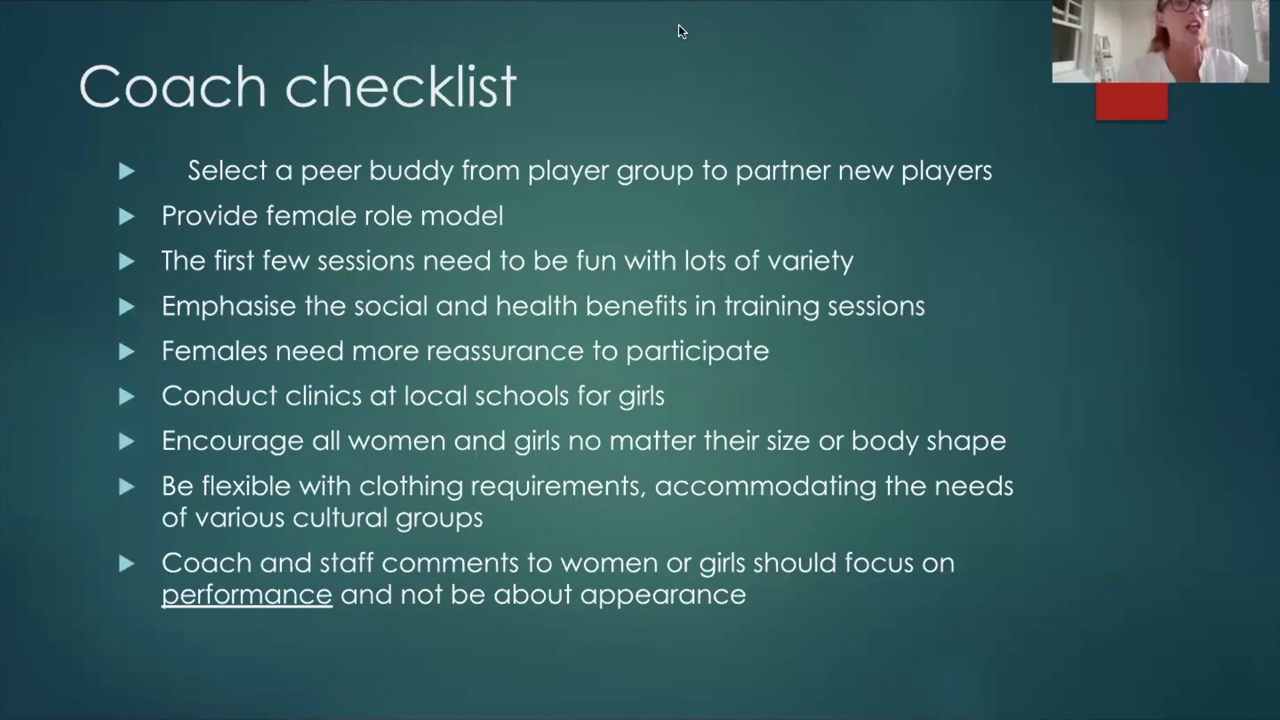 Coach checklist
Select a peer buddy from player group to partner new players
Provide female role model
The first few sessions need to be fun with lots of variety
Emphasise the social and health benefits in training sessions
Females need more reassurance to participate
Conduct clinics at local schools for girls
Encourage all women and girls no matter their size or body shape
Be flexible with clothing requirements, accommodating the needs
of various cultural groups
Coach and staff comments to women or girls should focus on
performance and not be about appearance